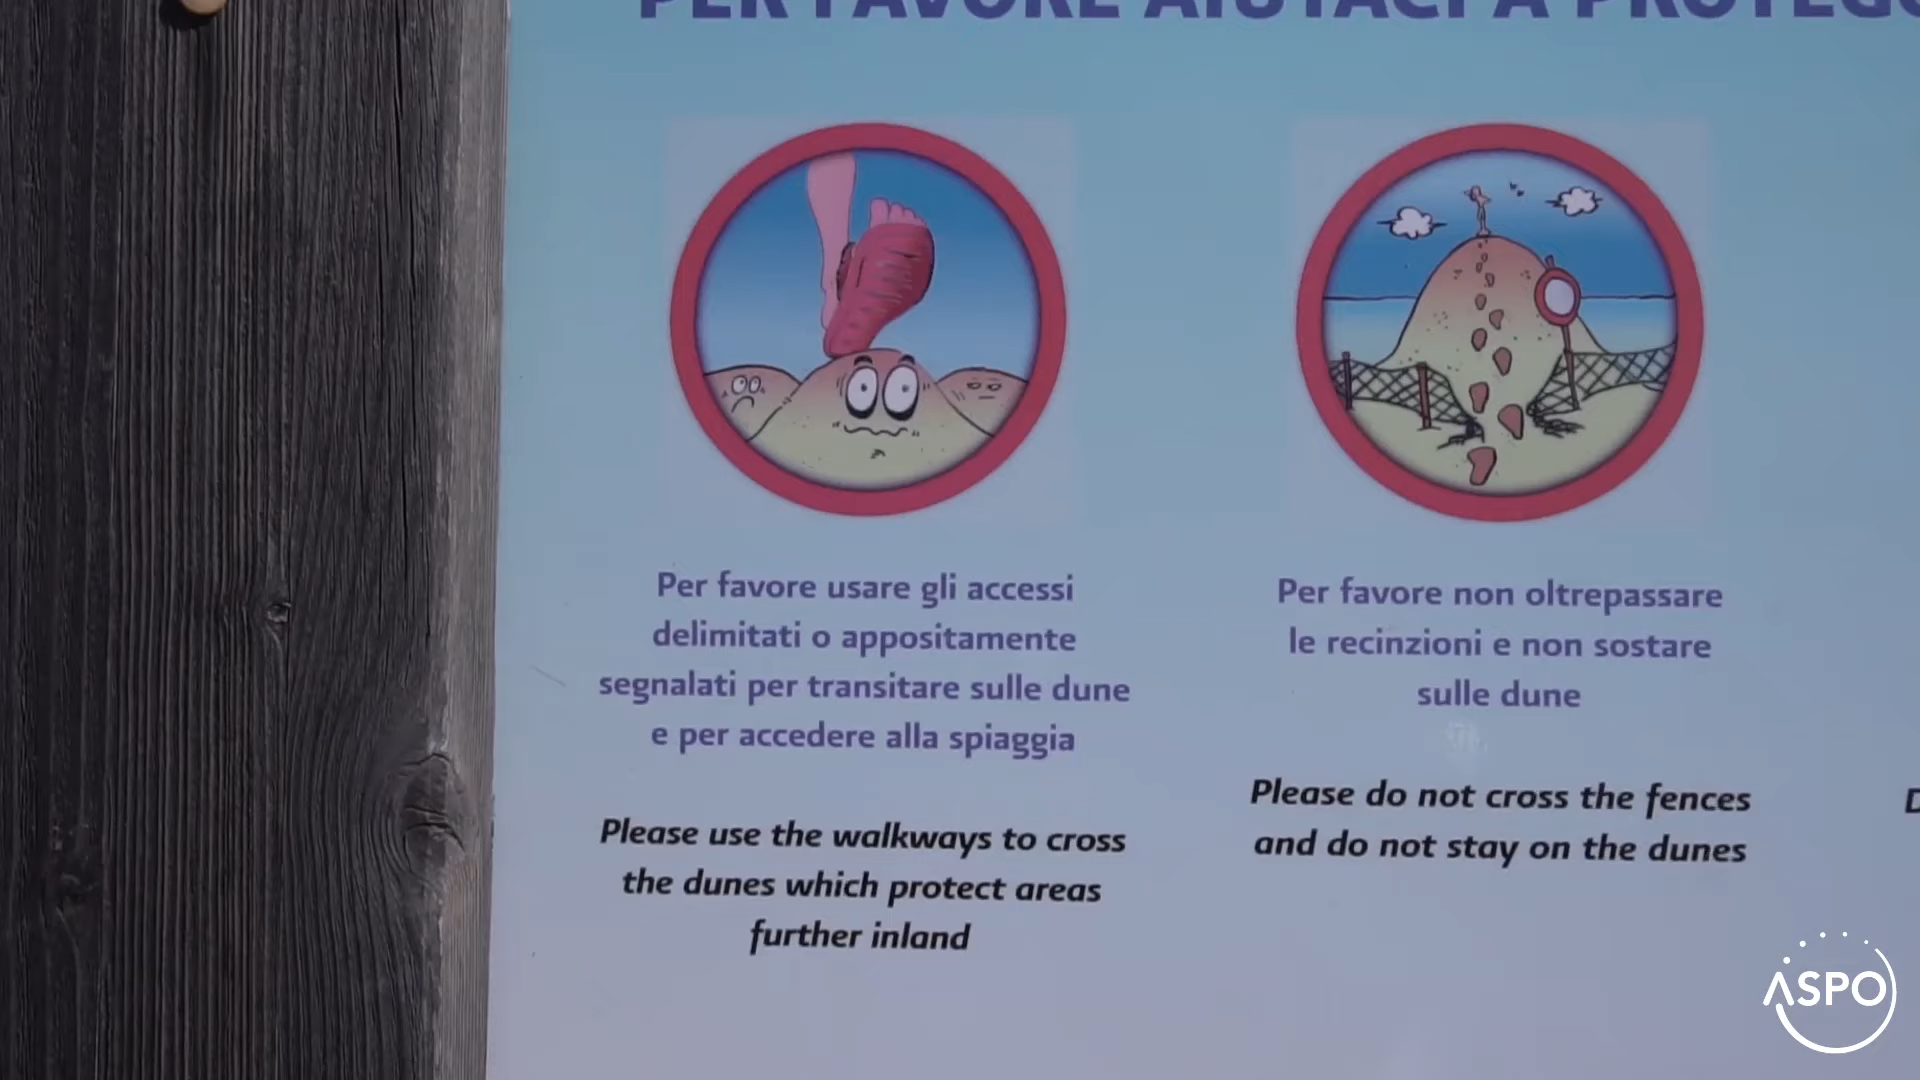 PER FAVORE AIUTACI A
Per favore usare gli accessi
delimitati o appositamente
segnalati per transitare sulle dune
e per accedere alla spiaggia
Please use the walkways to cross
the dunes which protect areas
further inland
Per favore non oltrepassare
le recinzioni e non sostare
sulle dune
Please do not cross the fences
and do not stay on the dunes
ASPO